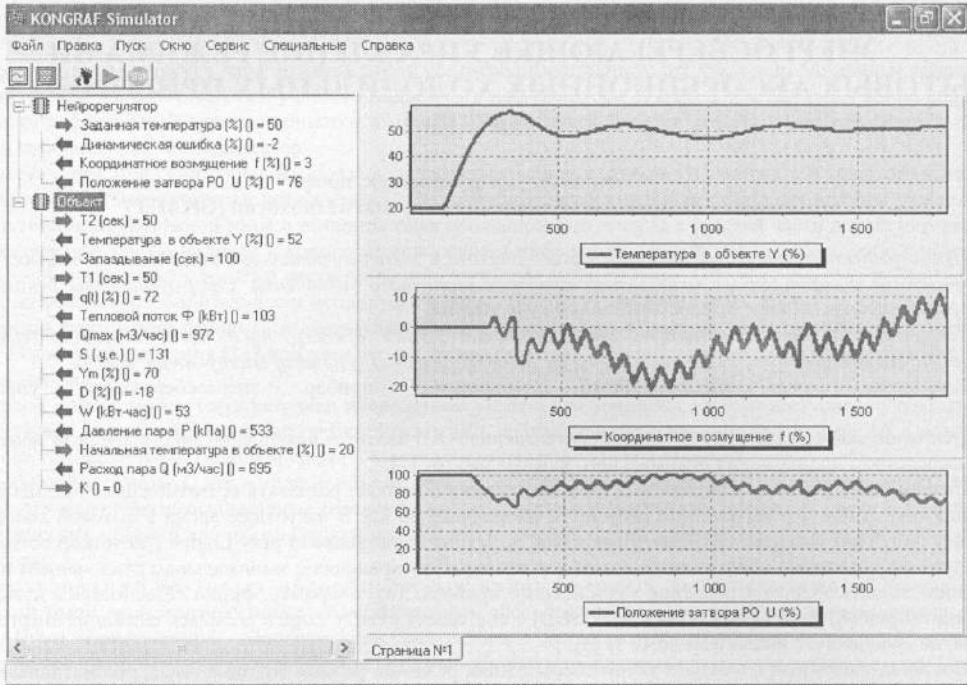 KONGRAF Simulator
Файл Правка Пуск Окно Сервис Специальные Справка
Нейрорегулятор
Заданная температура (%) () = 50
Динамическая ошибка (%) () = -2
Координатное возмущение f (%) () = 3
Положение затвора РО U (%) () = 76
Объект
T2 (сек) = 50
Температура в объекте Y (%) () = 52
Запаздывание (сек) = 100
T1 (сек) = 50
q(t) (%) () = 72
Тепловой поток Ф (kВт) () = 103
Qmax (м3/час) () = 972
S ( у.е.) () = 131
Ym (%) () = 70
D (%) () = -18
W (kВт-час) () = 53
Давление пара P (kПа) () = 533
Начальная температура в объекте (%) () = 20
Расход пара Q (м3/час) () = 695
K () = 0
50
40
30
20
500
1 000
1 500
Температура в объекте Y (%)
10
0
-10
-20
500
1 000
1 500
Координатное возмущение f (%)
100
80
60
40
20
0
500
1 000
1 500
Положение затвора РО U (%)
Страница №1